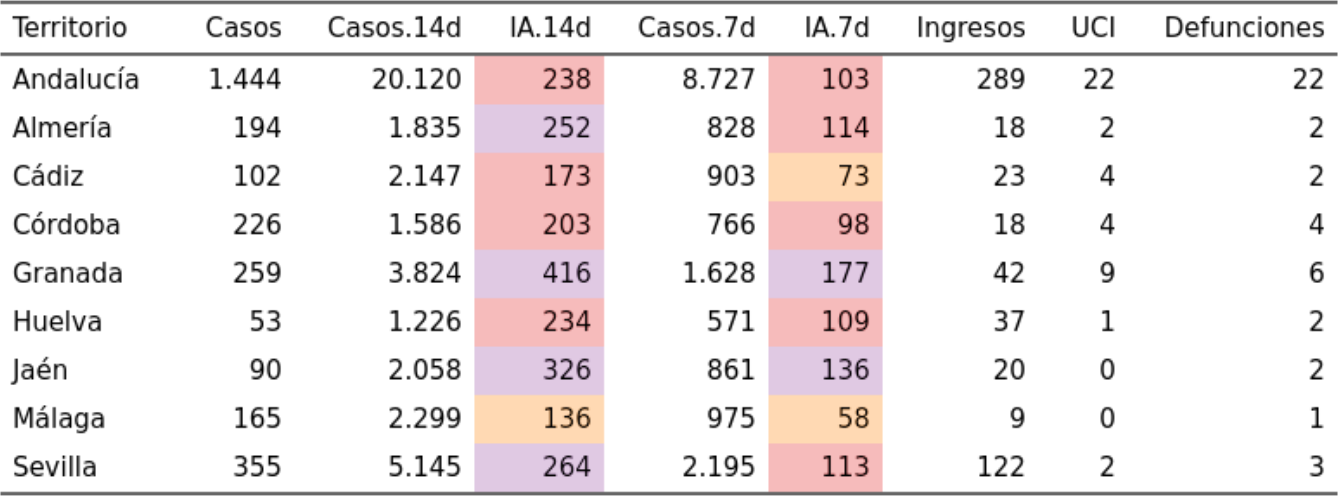 Territorio Casos Casos.14d IA.14d Casos.7d IA.7d Ingresos UCI Defunciones
Andalucía 1.444 20.120 238 8.727 103 289 22 22
Almería 194 1.835 252 828 114 18 2 2
Cádiz 102 2.147 173 903 73 23 4 2
Córdoba 226 1.586 203 766 98 18 4 4
Granada 259 3.824 416 1.628 177 42 9 6
Huelva 53 1.226 234 571 109 37 1 2
Jaén 90 2.058 326 861 136 20 0 2
Málaga 165 2.299 136 975 58 9 0 1
Sevilla 355 5.145 264 2.195 113 122 2 3